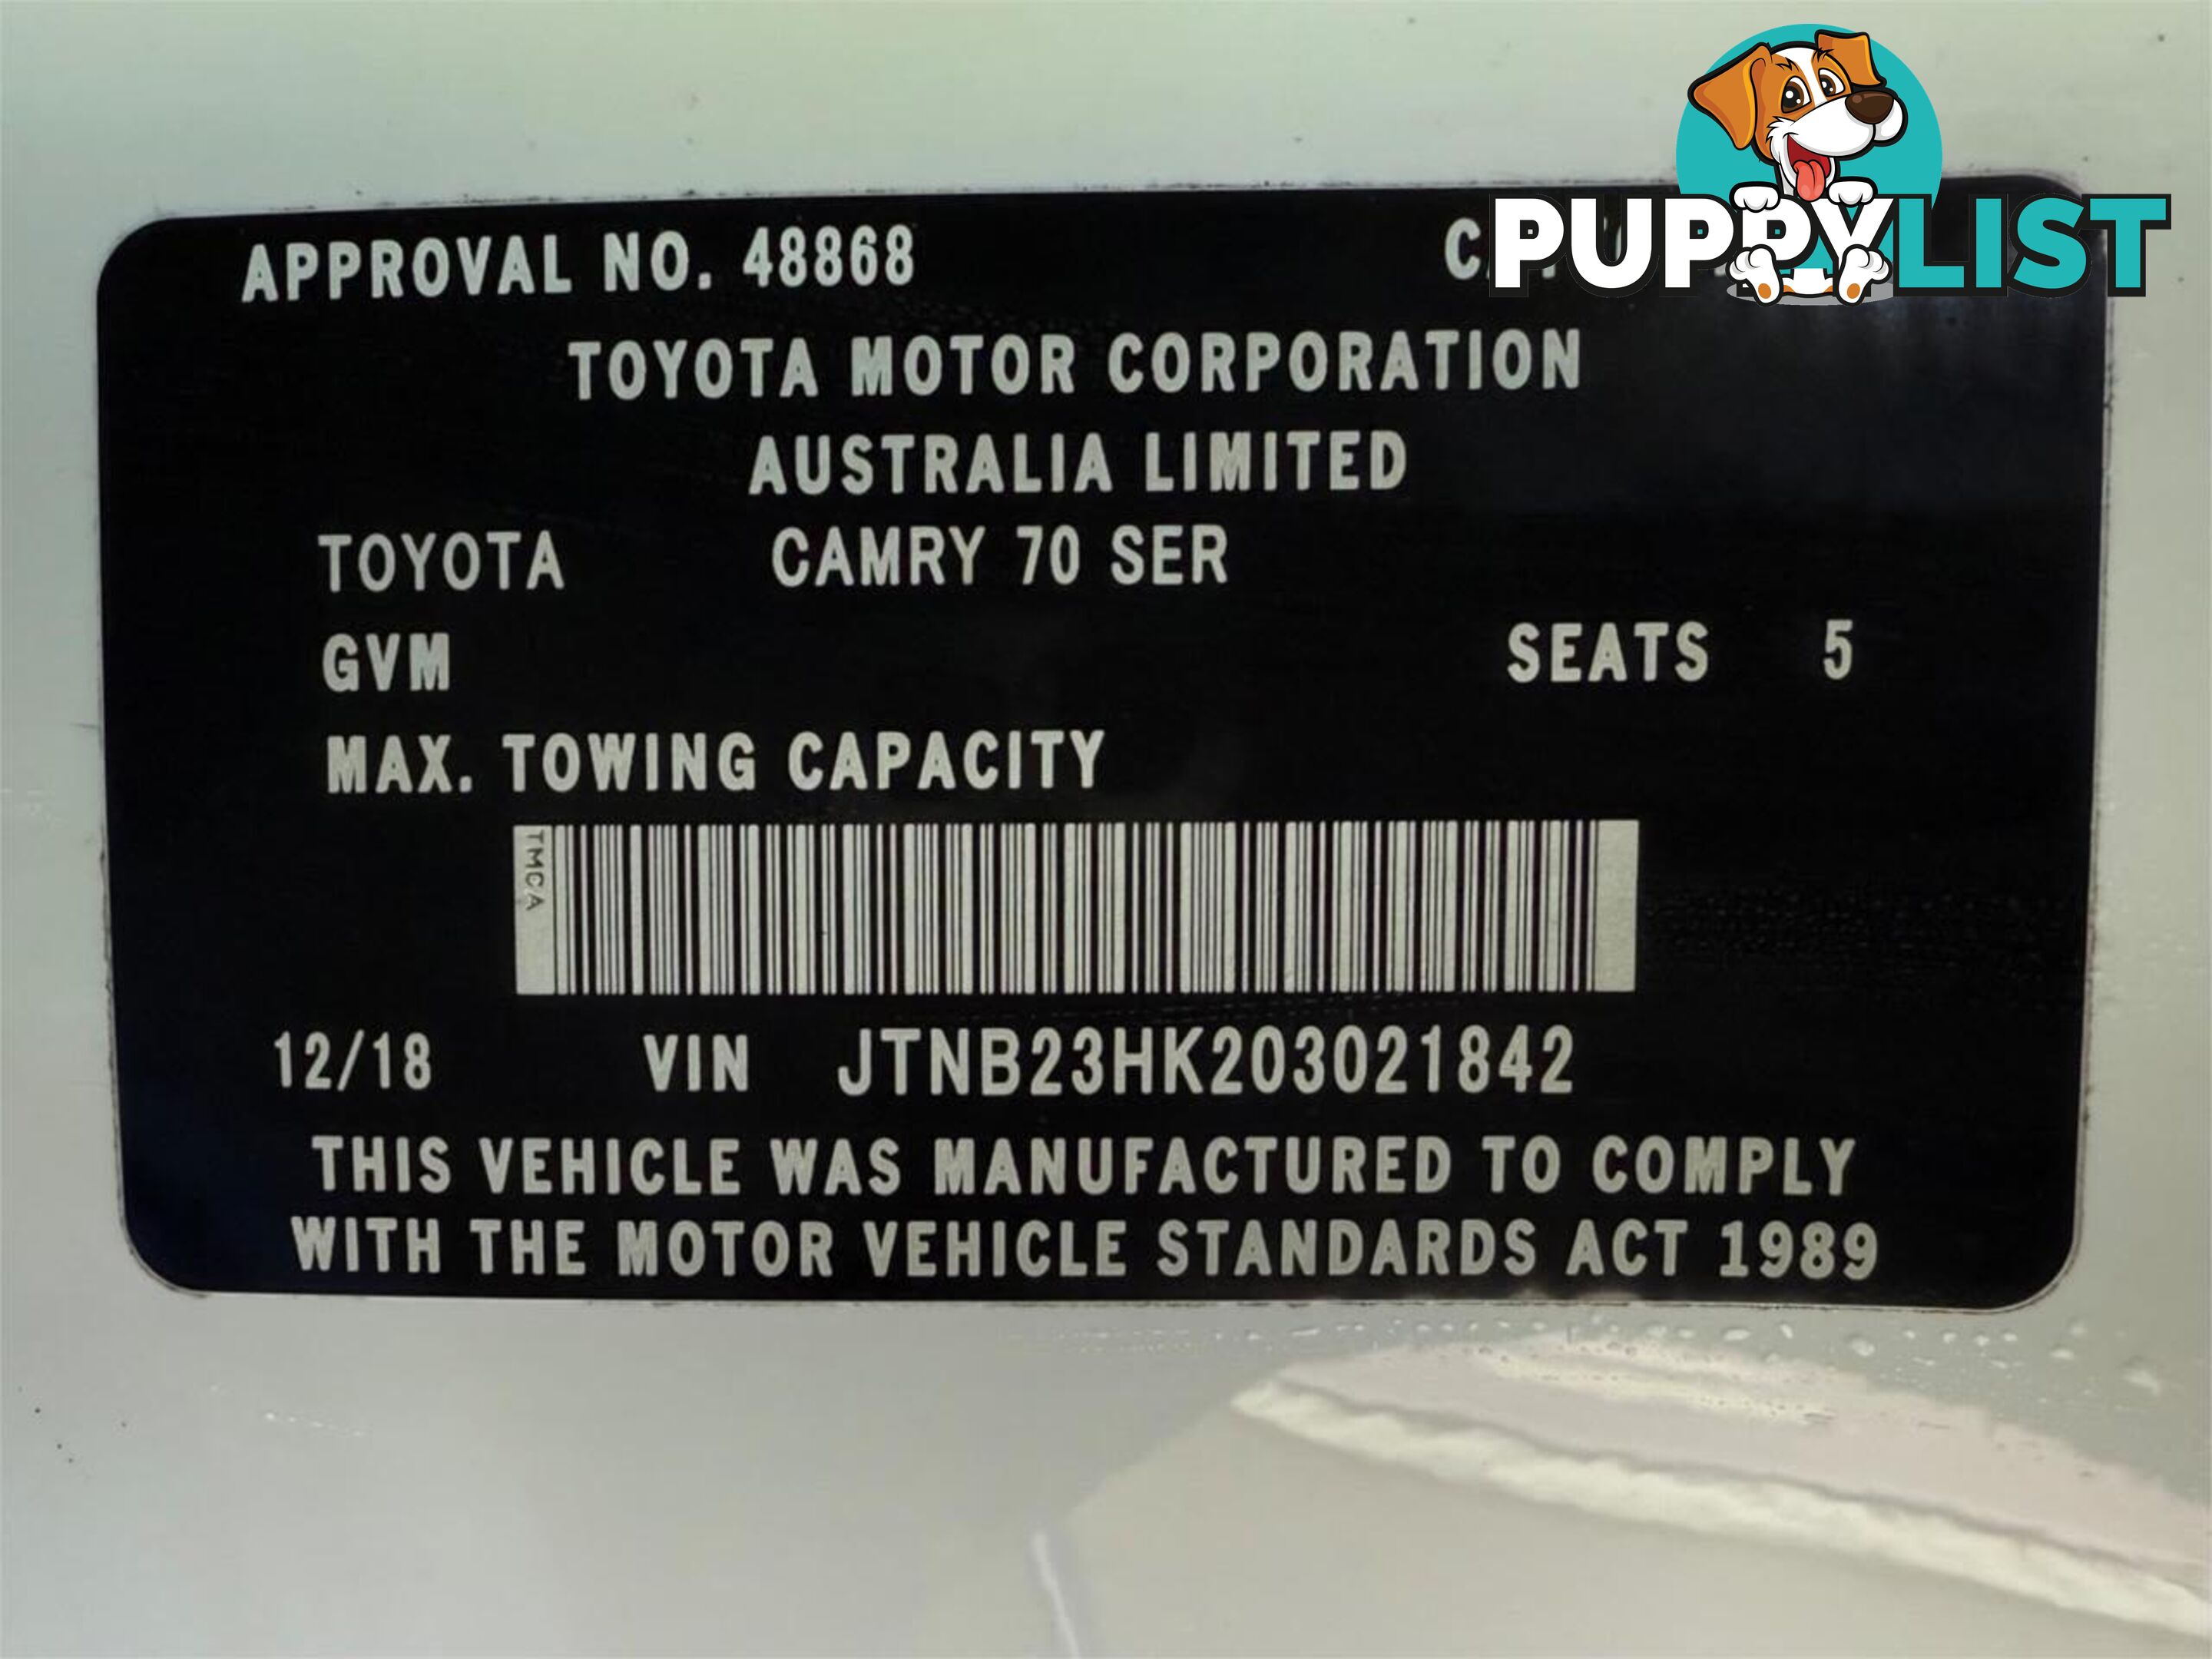 PUPPYLIST
APPROVAL NO. 48868
TOYOTA MOTOR CORPORATION
AUSTRALIA LIMITED
TOYOTA CAMRY 70 SER
GVM SEATS 5
MAX. TOWING CAPACITY
TMCA
12/18 VIN JTNB23HK203021842
THIS VEHICLE WAS MANUFACTURED TO COMPLY
WITH THE MOTOR VEHICLE STANDARDS ACT 1989